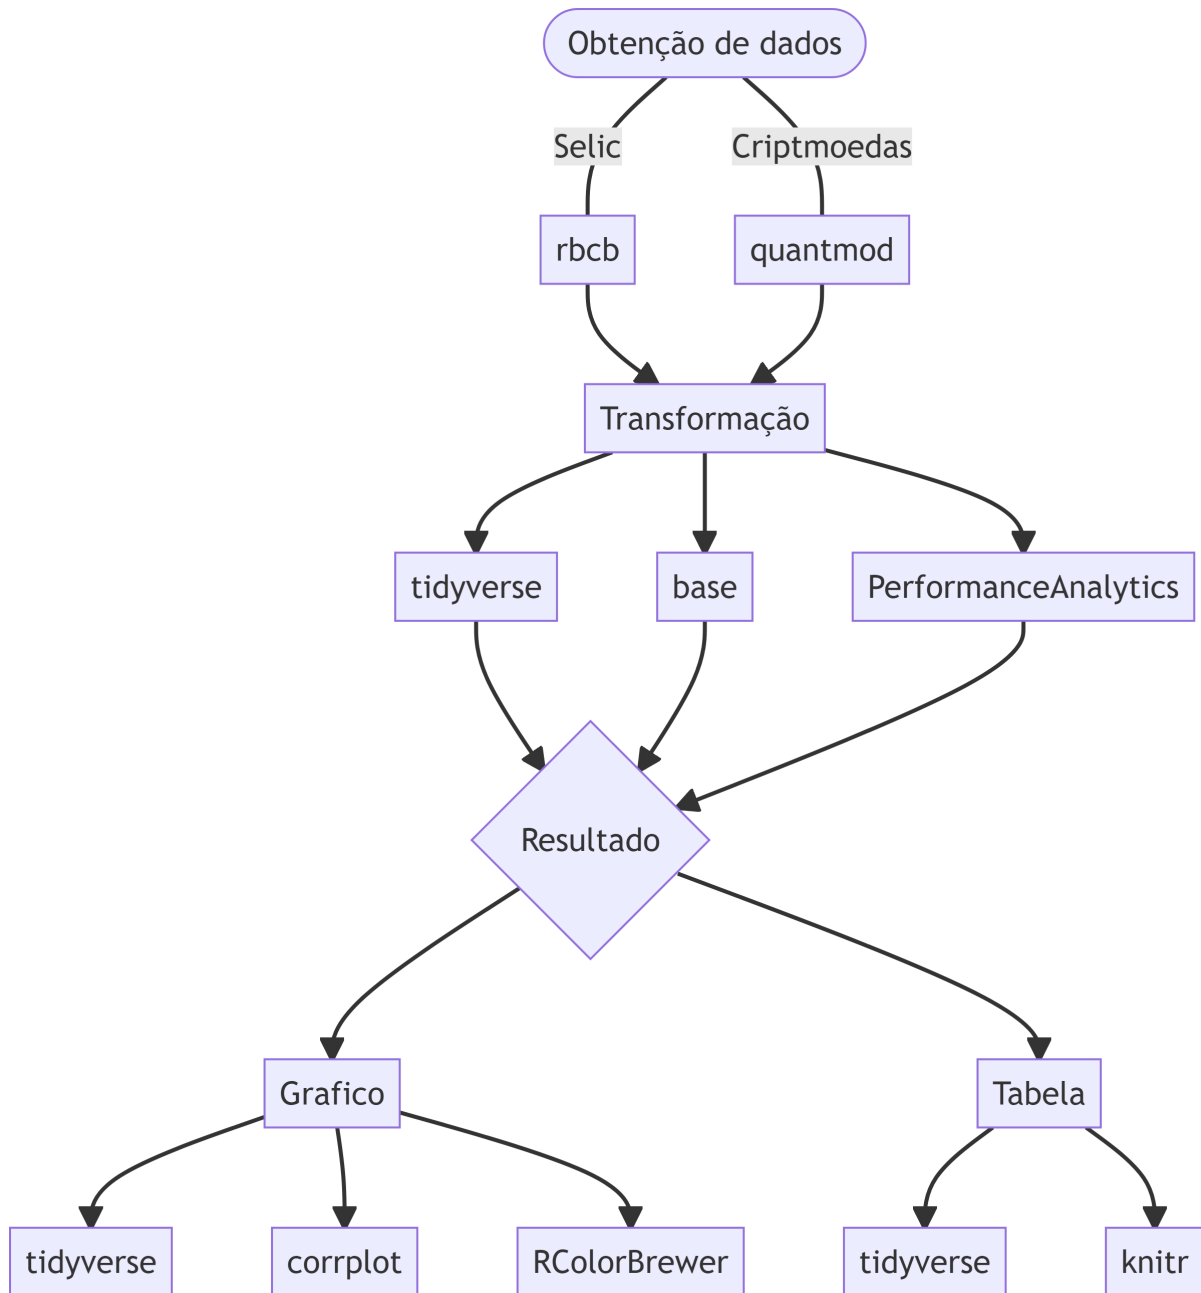 Obtenção de dados
Selic
Criptmoedas
rbcb
quantmod
Transformação
tidyverse
base
PerformanceAnalytics
Resultado
Grafico
Tabela
tidyverse
corrplot
RColorBrewer
tidyverse
knitr